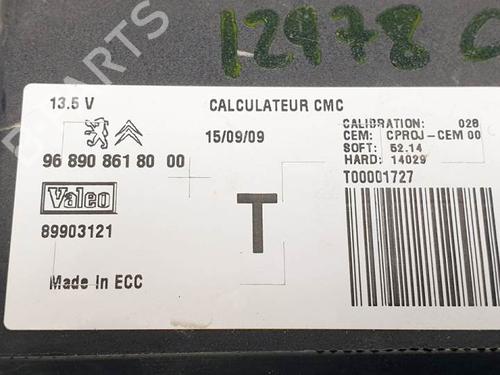 12978 C
13.5 V
CALCULATEUR CMC
15/09/09
CALIBRATION: 028
CEM: CPROJ-CEM 00
SOFT: 52.14
HARD: 14029
T00001727
96 890 861 80 00
Valeo
89903121
T
Made In ECC